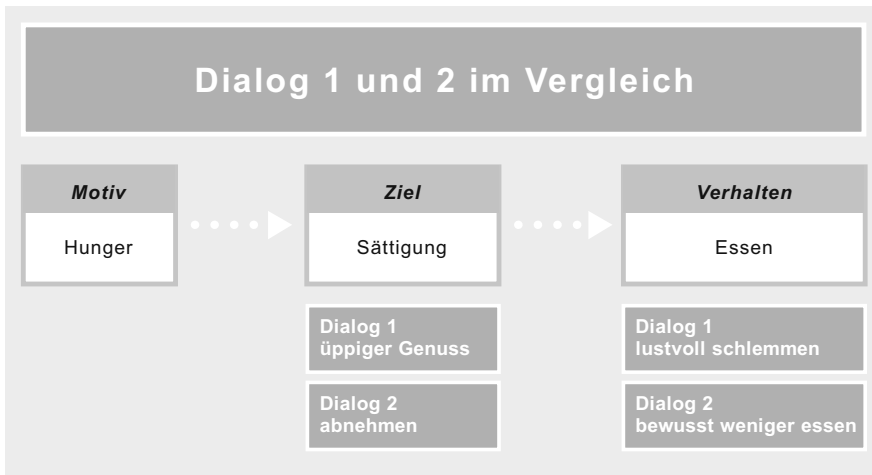 Dialog 1 und 2 im Vergleich
Motiv
Hunger
Ziel
Sättigung
Verhalten
Essen
Dialog 1
üppiger Genuss
Dialog 2
abnehmen
Dialog 1
lustvoll schlemmen
Dialog 2
bewusst weniger essen